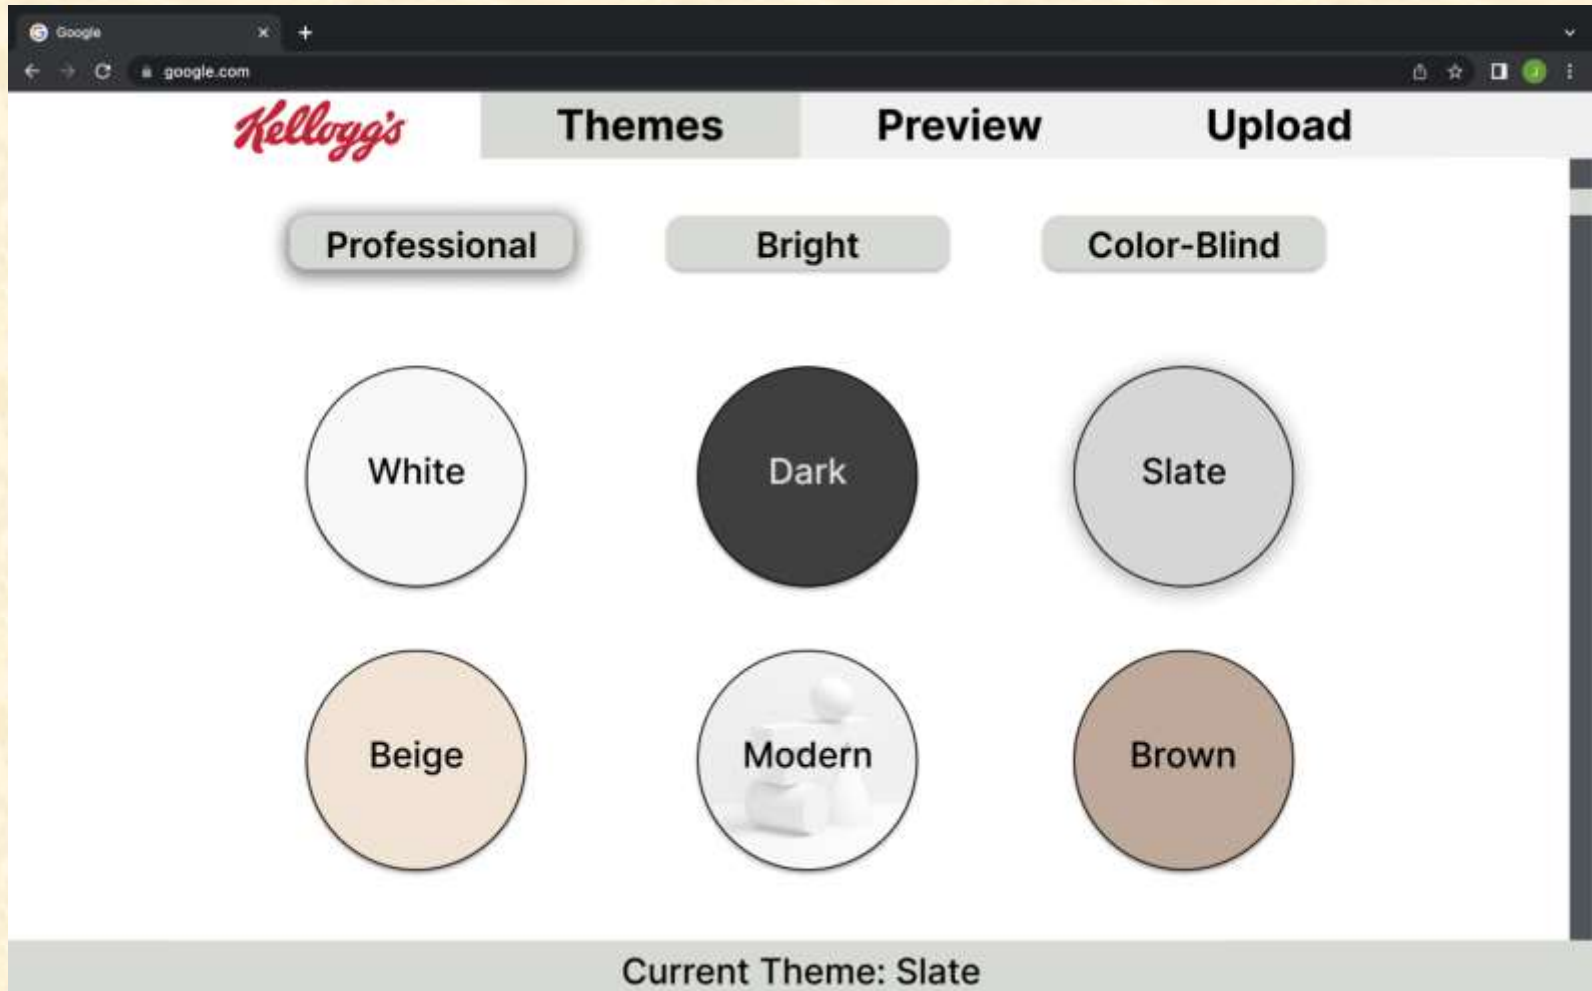 Google
google.com
Kellogg's Themes Preview Upload
Professional Bright Color-Blind
White Dark Slate
Beige Modern Brown
Current Theme: Slate